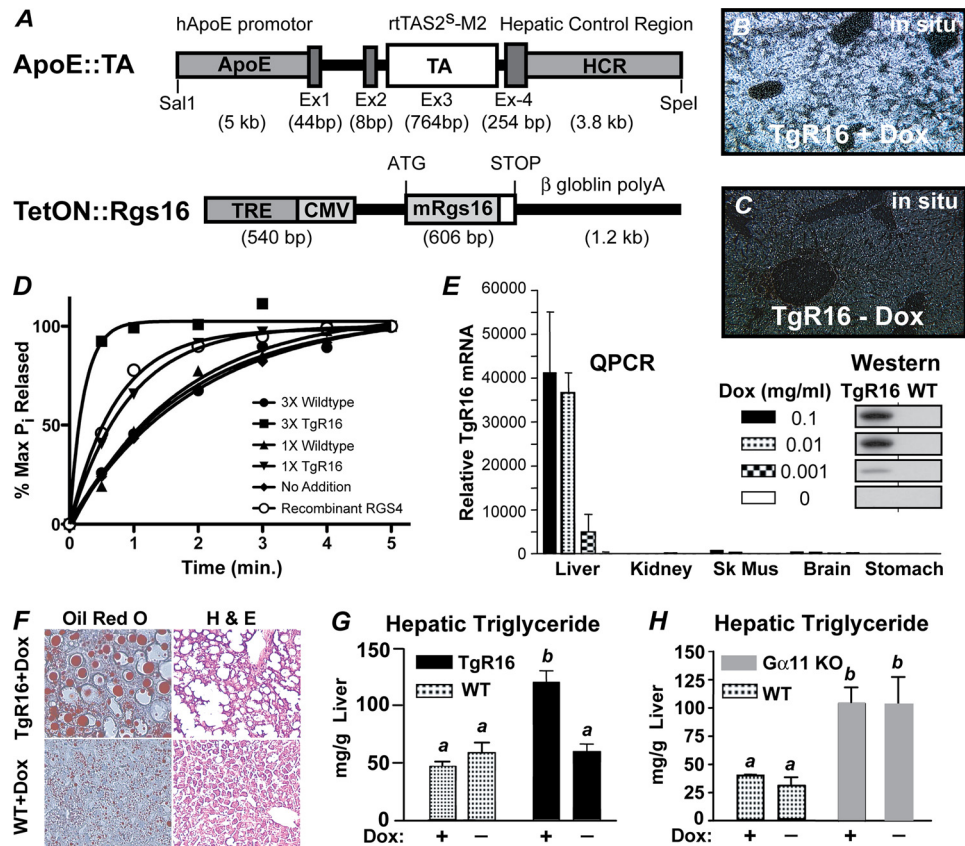 A
hApoE promotor
rtTAS2S-M2
Hepatic Control Region
ApoE::TA
ApoE
TA
HCR
Sal1
Ex1
Ex2
Ex3
Ex-4
SpeI
(5 kb)
(44bp)
(8bp)
(764bp)
(254 bp)
(3.8 kb)
ATG
STOP
β globlin polyA
TetON::Rgs16
TRE
CMV
mRgs16
(540 bp)
(606 bp)
(1.2 kb)
B
in situ
TgR16 + Dox
C
in situ
TgR16 - Dox
D
% Max Pi Relased
100
50
0
0
1
2
3
4
5
Time (min.)
3X Wildtype
3X TgR16
1X Wildtype
1X TgR16
No Addition
Recombinant RGS4
E
Relative TgR16 mRNA
60000
50000
40000
30000
20000
10000
0
QPCR
Liver
Kidney
Sk Mus
Brain
Stomach
Western
Dox (mg/ml)
TgR16 WT
0.1
0.01
0.001
0
F
Oil Red O
H & E
TgR16+Dox
WT+Dox
G
Hepatic Triglyceride
mg/g Liver
150
100
50
0
TgR16
WT
a
a
b
a
Dox:
+
–
+
–
H
Hepatic Triglyceride
mg/g Liver
150
125
100
75
50
25
0
Gα11 KO
WT
a
a
b
b
Dox:
+
–
+
–